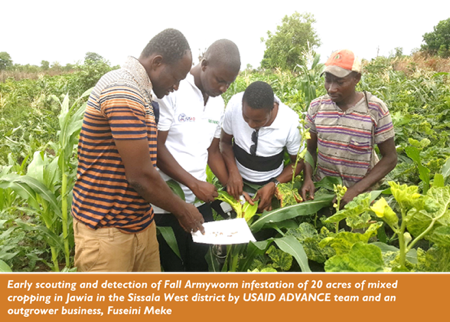 Early scouting and detection of Fall Armyworm infestation of 20 acres of mixed
cropping in Jawia in the Sissala West district by USAID ADVANCE team and an
outgrower business, Fuseini Meke